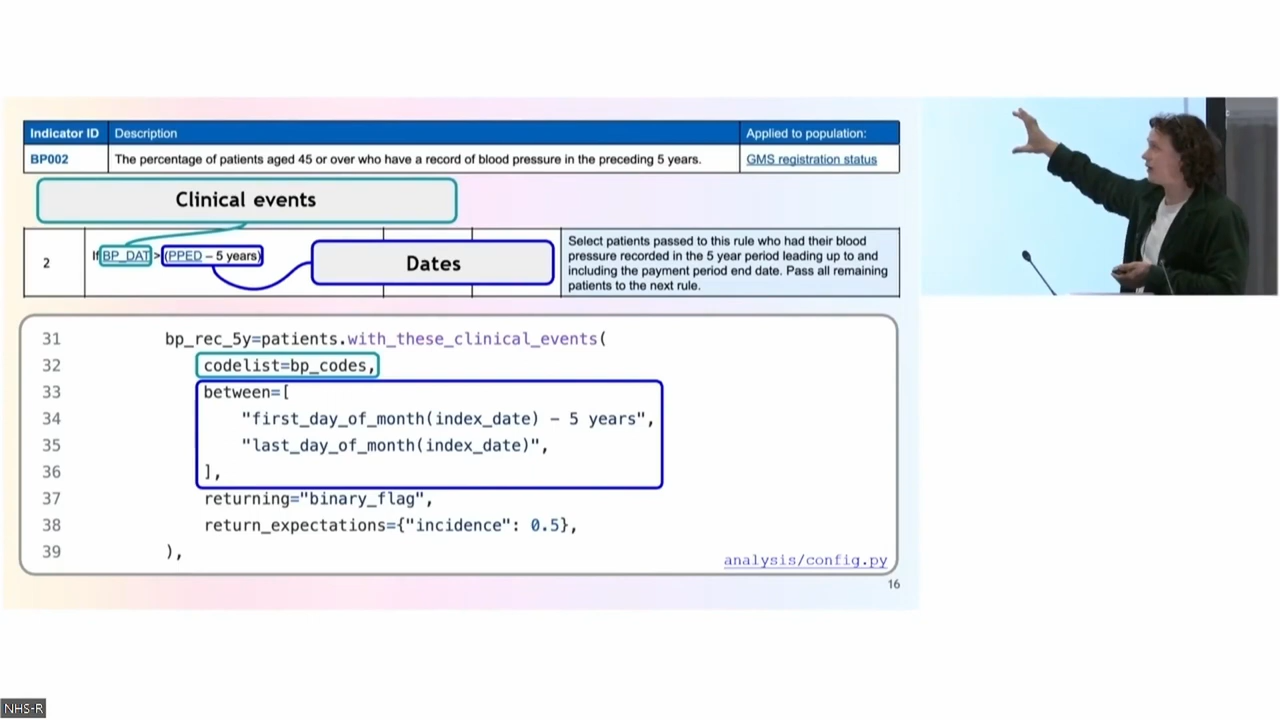 Indicator ID Description Applied to population:
BP002 The percentage of patients aged 45 or over who have a record of blood pressure in the preceding 5 years. GMS registration status
Clinical events
2
If BP_DAT > (PPED – 5 years)
Dates
Select patients passed to this rule who had their blood
pressure recorded in the 5 year period leading up to and
including the payment period end date. Pass all remaining
patients to the next rule.
31 bp_rec_5y=patients.with_these_clinical_events(
32 codelist=bp_codes,
33 between=[
34 "first_day_of_month(index_date) - 5 years",
35 "last_day_of_month(index_date)",
36 ],
37 returning="binary_flag",
38 return_expectations={"incidence": 0.5},
39 ),
analysis/config.py
16
NHS-R